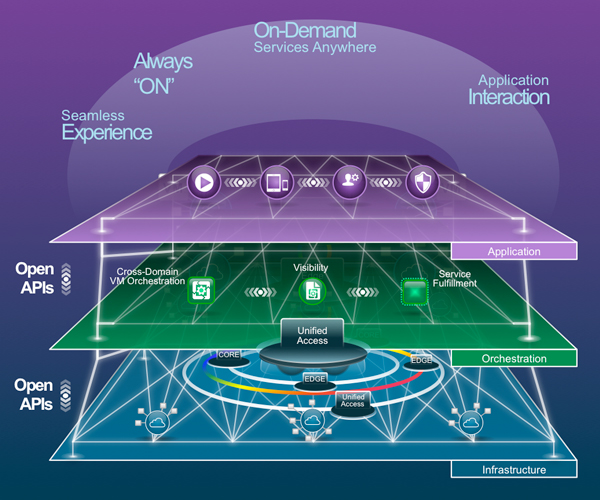 On-Demand
Services Anywhere
Always
“ON”
Application
Interaction
Seamless
Experience
Application
Open
APIs
Cross-Domain
VM Orchestration
Visibility
Service
Fulfillment
Unified
Access
Orchestration
CORE
EDGE
EDGE
Open
APIs
Unified
Access
Infrastructure